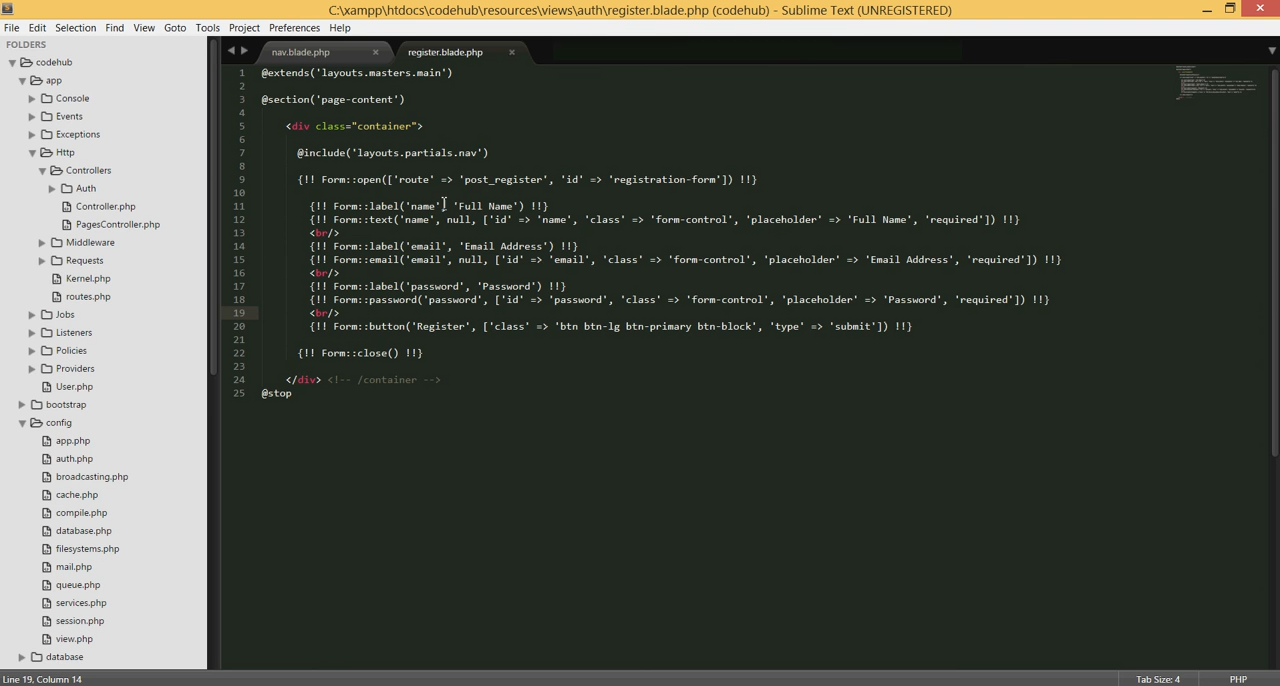 C:\xampp\htdocs\codehub\resources\views\auth\register.blade.php (codehub) - Sublime Text (UNREGISTERED)
File Edit Selection Find View Goto Tools Project Preferences Help
FOLDERS
codehub
app
Console
Events
Exceptions
Http
Controllers
Auth
Controller.php
PagesController.php
Middleware
Requests
Kernel.php
routes.php
Jobs
Listeners
Policies
Providers
User.php
bootstrap
config
app.php
auth.php
broadcasting.php
cache.php
compile.php
database.php
filesystems.php
mail.php
queue.php
services.php
session.php
view.php
database
nav.blade.php × register.blade.php ×
1 @extends('layouts.masters.main')
2
3 @section('page-content')
4
5 <div class="container">
6
7 @include('layouts.partials.nav')
8
9 {!! Form::open(['route' => 'post_register', 'id' => 'registration-form']) !!}
10
11 {!! Form::label('name', 'Full Name') !!}
12 {!! Form::text('name', null, ['id' => 'name', 'class' => 'form-control', 'placeholder' => 'Full Name', 'required']) !!}
13 <br/>
14 {!! Form::label('email', 'Email Address') !!}
15 {!! Form::email('email', null, ['id' => 'email', 'class' => 'form-control', 'placeholder' => 'Email Address', 'required']) !!}
16 <br/>
17 {!! Form::label('password', 'Password') !!}
18 {!! Form::password('password', ['id' => 'password', 'class' => 'form-control', 'placeholder' => 'Password', 'required']) !!}
19 <br/>
20 {!! Form::button('Register', ['class' => 'btn btn-lg btn-primary btn-block', 'type' => 'submit']) !!}
21
22 {!! Form::close() !!}
23
24 </div> <!-- /container -->
25 @stop
Line 19, Column 14 Tab Size: 4 PHP